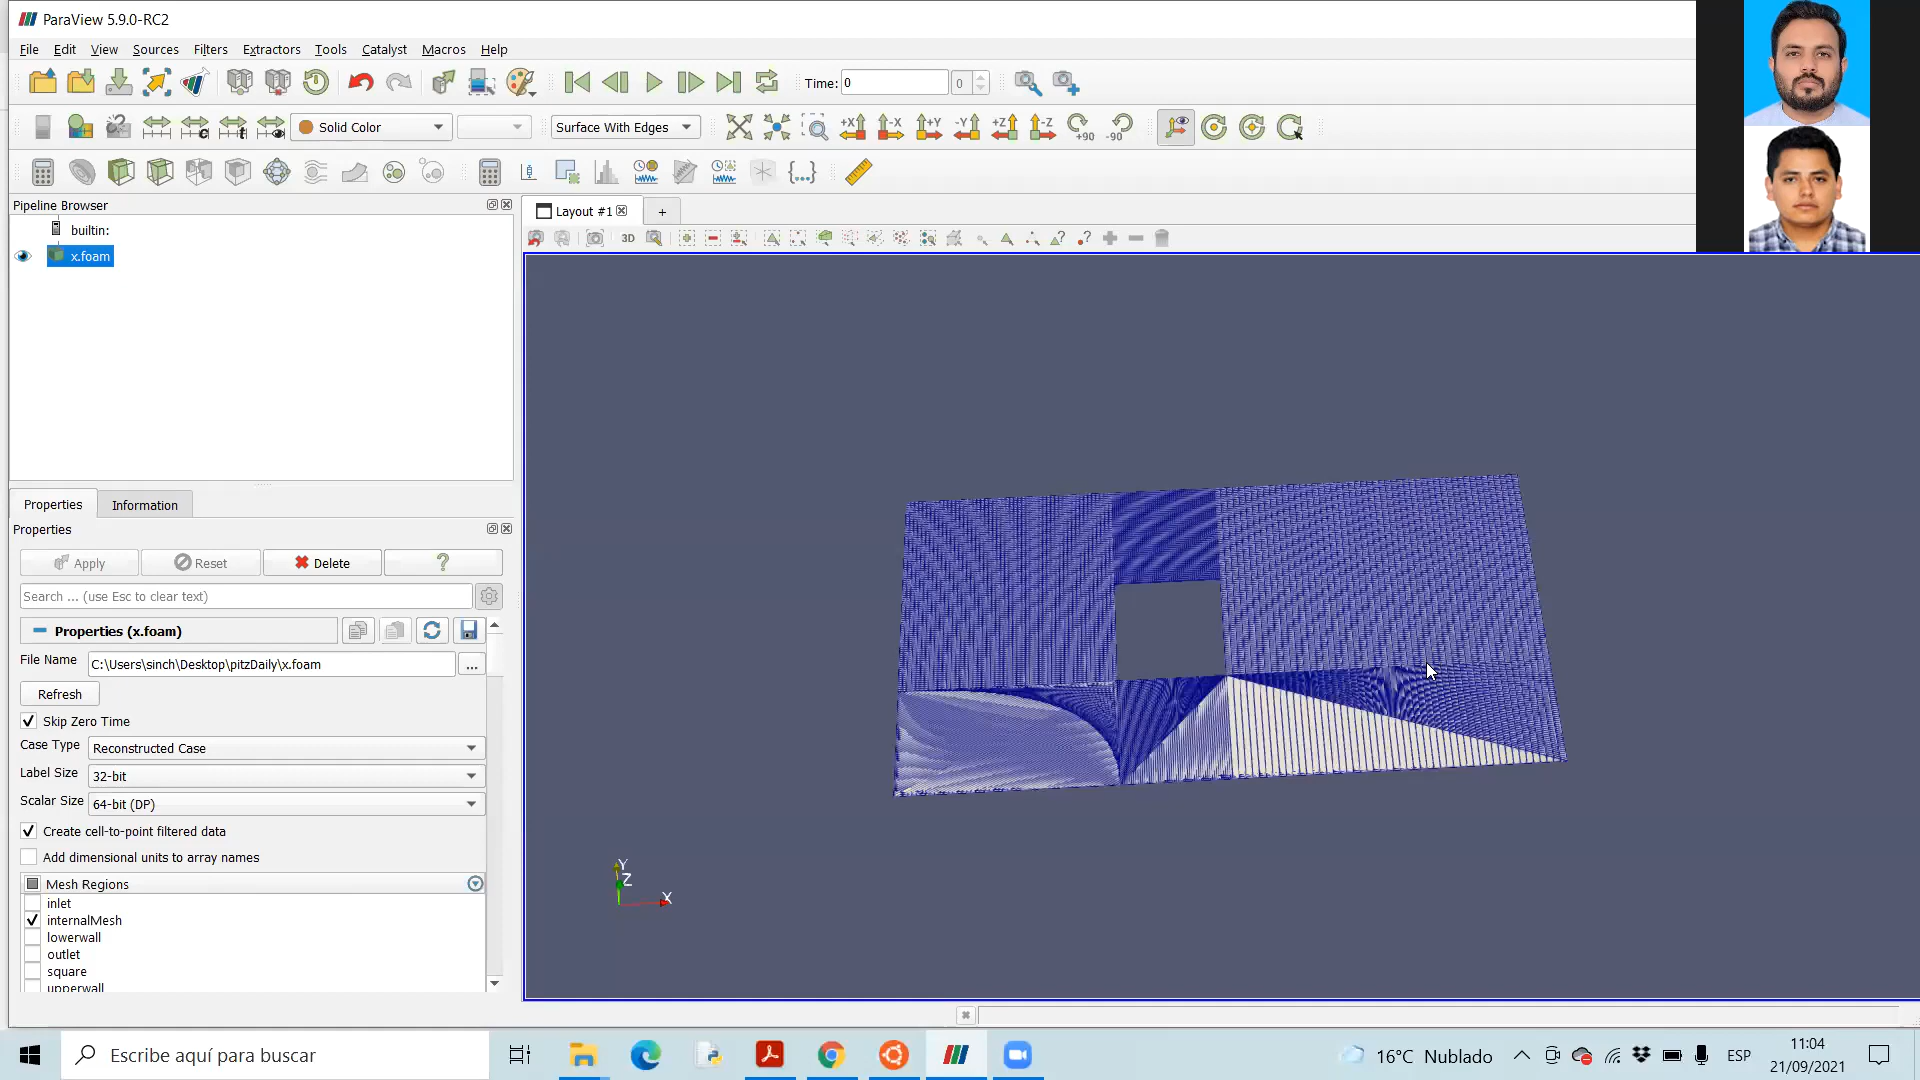 ParaView 5.9.0-RC2
File Edit View Sources Filters Extractors Tools Catalyst Macros Help
Time: 0 0
Solid Color Surface With Edges +X -X +Y -Y +Z -Z +90 -90
Pipeline Browser
builtin:
x.foam
Layout #1 +
3D
Properties Information
Properties
Apply Reset Delete ?
Search ... (use Esc to clear text)
Properties (x.foam)
File Name C:\Users\sinch\Desktop\pitzDaily\x.foam ...
Refresh
Skip Zero Time
Case Type Reconstructed Case
Label Size 32-bit
Scalar Size 64-bit (DP)
Create cell-to-point filtered data
Add dimensional units to array names
Mesh Regions
inlet
internalMesh
lowerwall
outlet
square
upperwall
Y
Z
X
Escribe aquí para buscar
16°C Nublado
ESP
11:04
21/09/2021